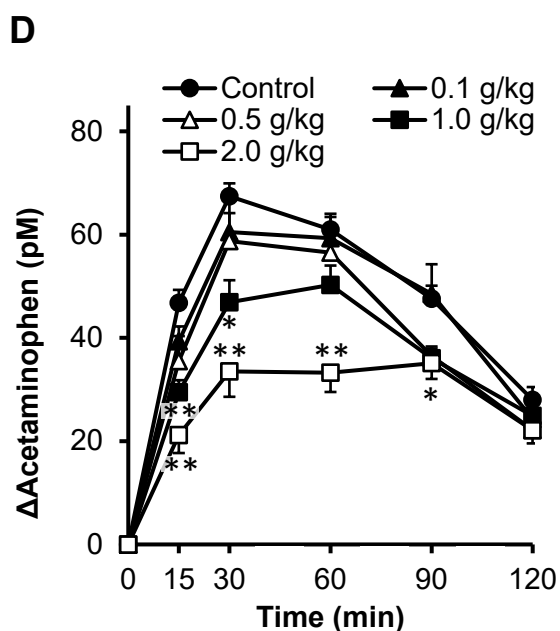 D
Control 0.1 g/kg
0.5 g/kg 1.0 g/kg
2.0 g/kg
80
60
40
20
0
ΔAcetaminophen (pM)
*
** **
**
*
**
0 15 30 60 90 120
Time (min)